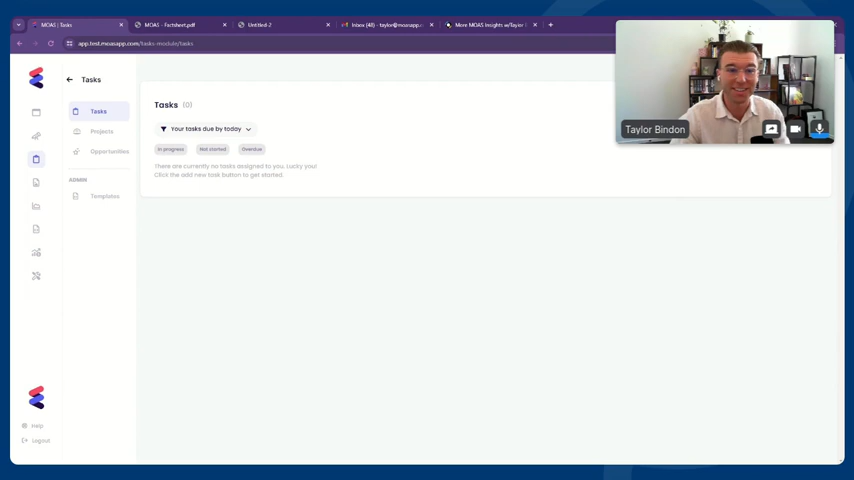 MOAS | Tasks
MOAS - Factsheet.pdf
Untitled-2
Inbox (48) - taylor@moasapp.c
More MOAS insights w/Taylor
app.test.moasapp.com/tasks-module/tasks
Tasks
Tasks
Projects
Opportunities
ADMIN
Templates
Help
Logout
Tasks (0)
Your tasks due by today
In progress Not started Overdue
There are currently no tasks assigned to you. Lucky you!
Click the add new task button to get started.
Taylor Bindon